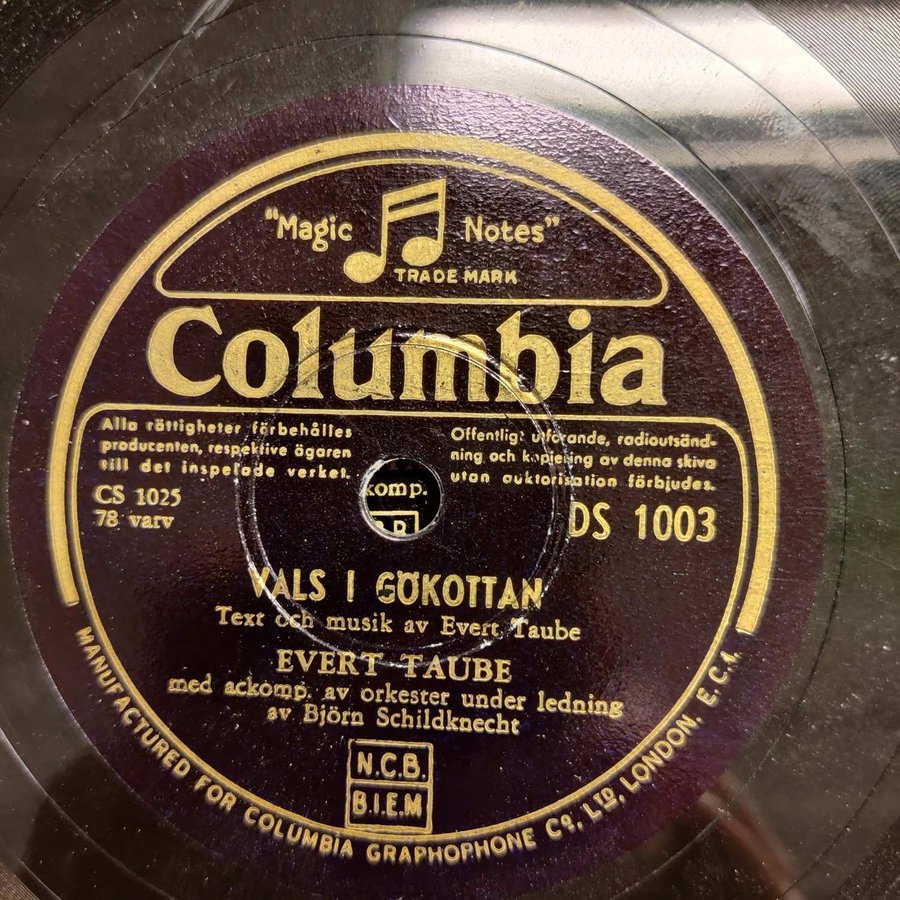 "Magic Notes"
TRADE MARK
Columbia
Alla rättigheter förbehålles
producenten, respektive ägaren
till det inspelade verket.
Offentligt utförande, radioutsänd-
ning och kopiering av denna skiva
utan auktorisation förbjudes.
CS 1025
78 varv
komp.
DS 1003
VALS I GÖKOTTAN
Text och musik av Evert Taube
EVERT TAUBE
med ackomp. av orkester under ledning
av Björn Schildknecht
N.C.B.
B.I.E.M
MANUFACTURED FOR COLUMBIA GRAPHOPHONE CO. LTD, LONDON, E.C.1.